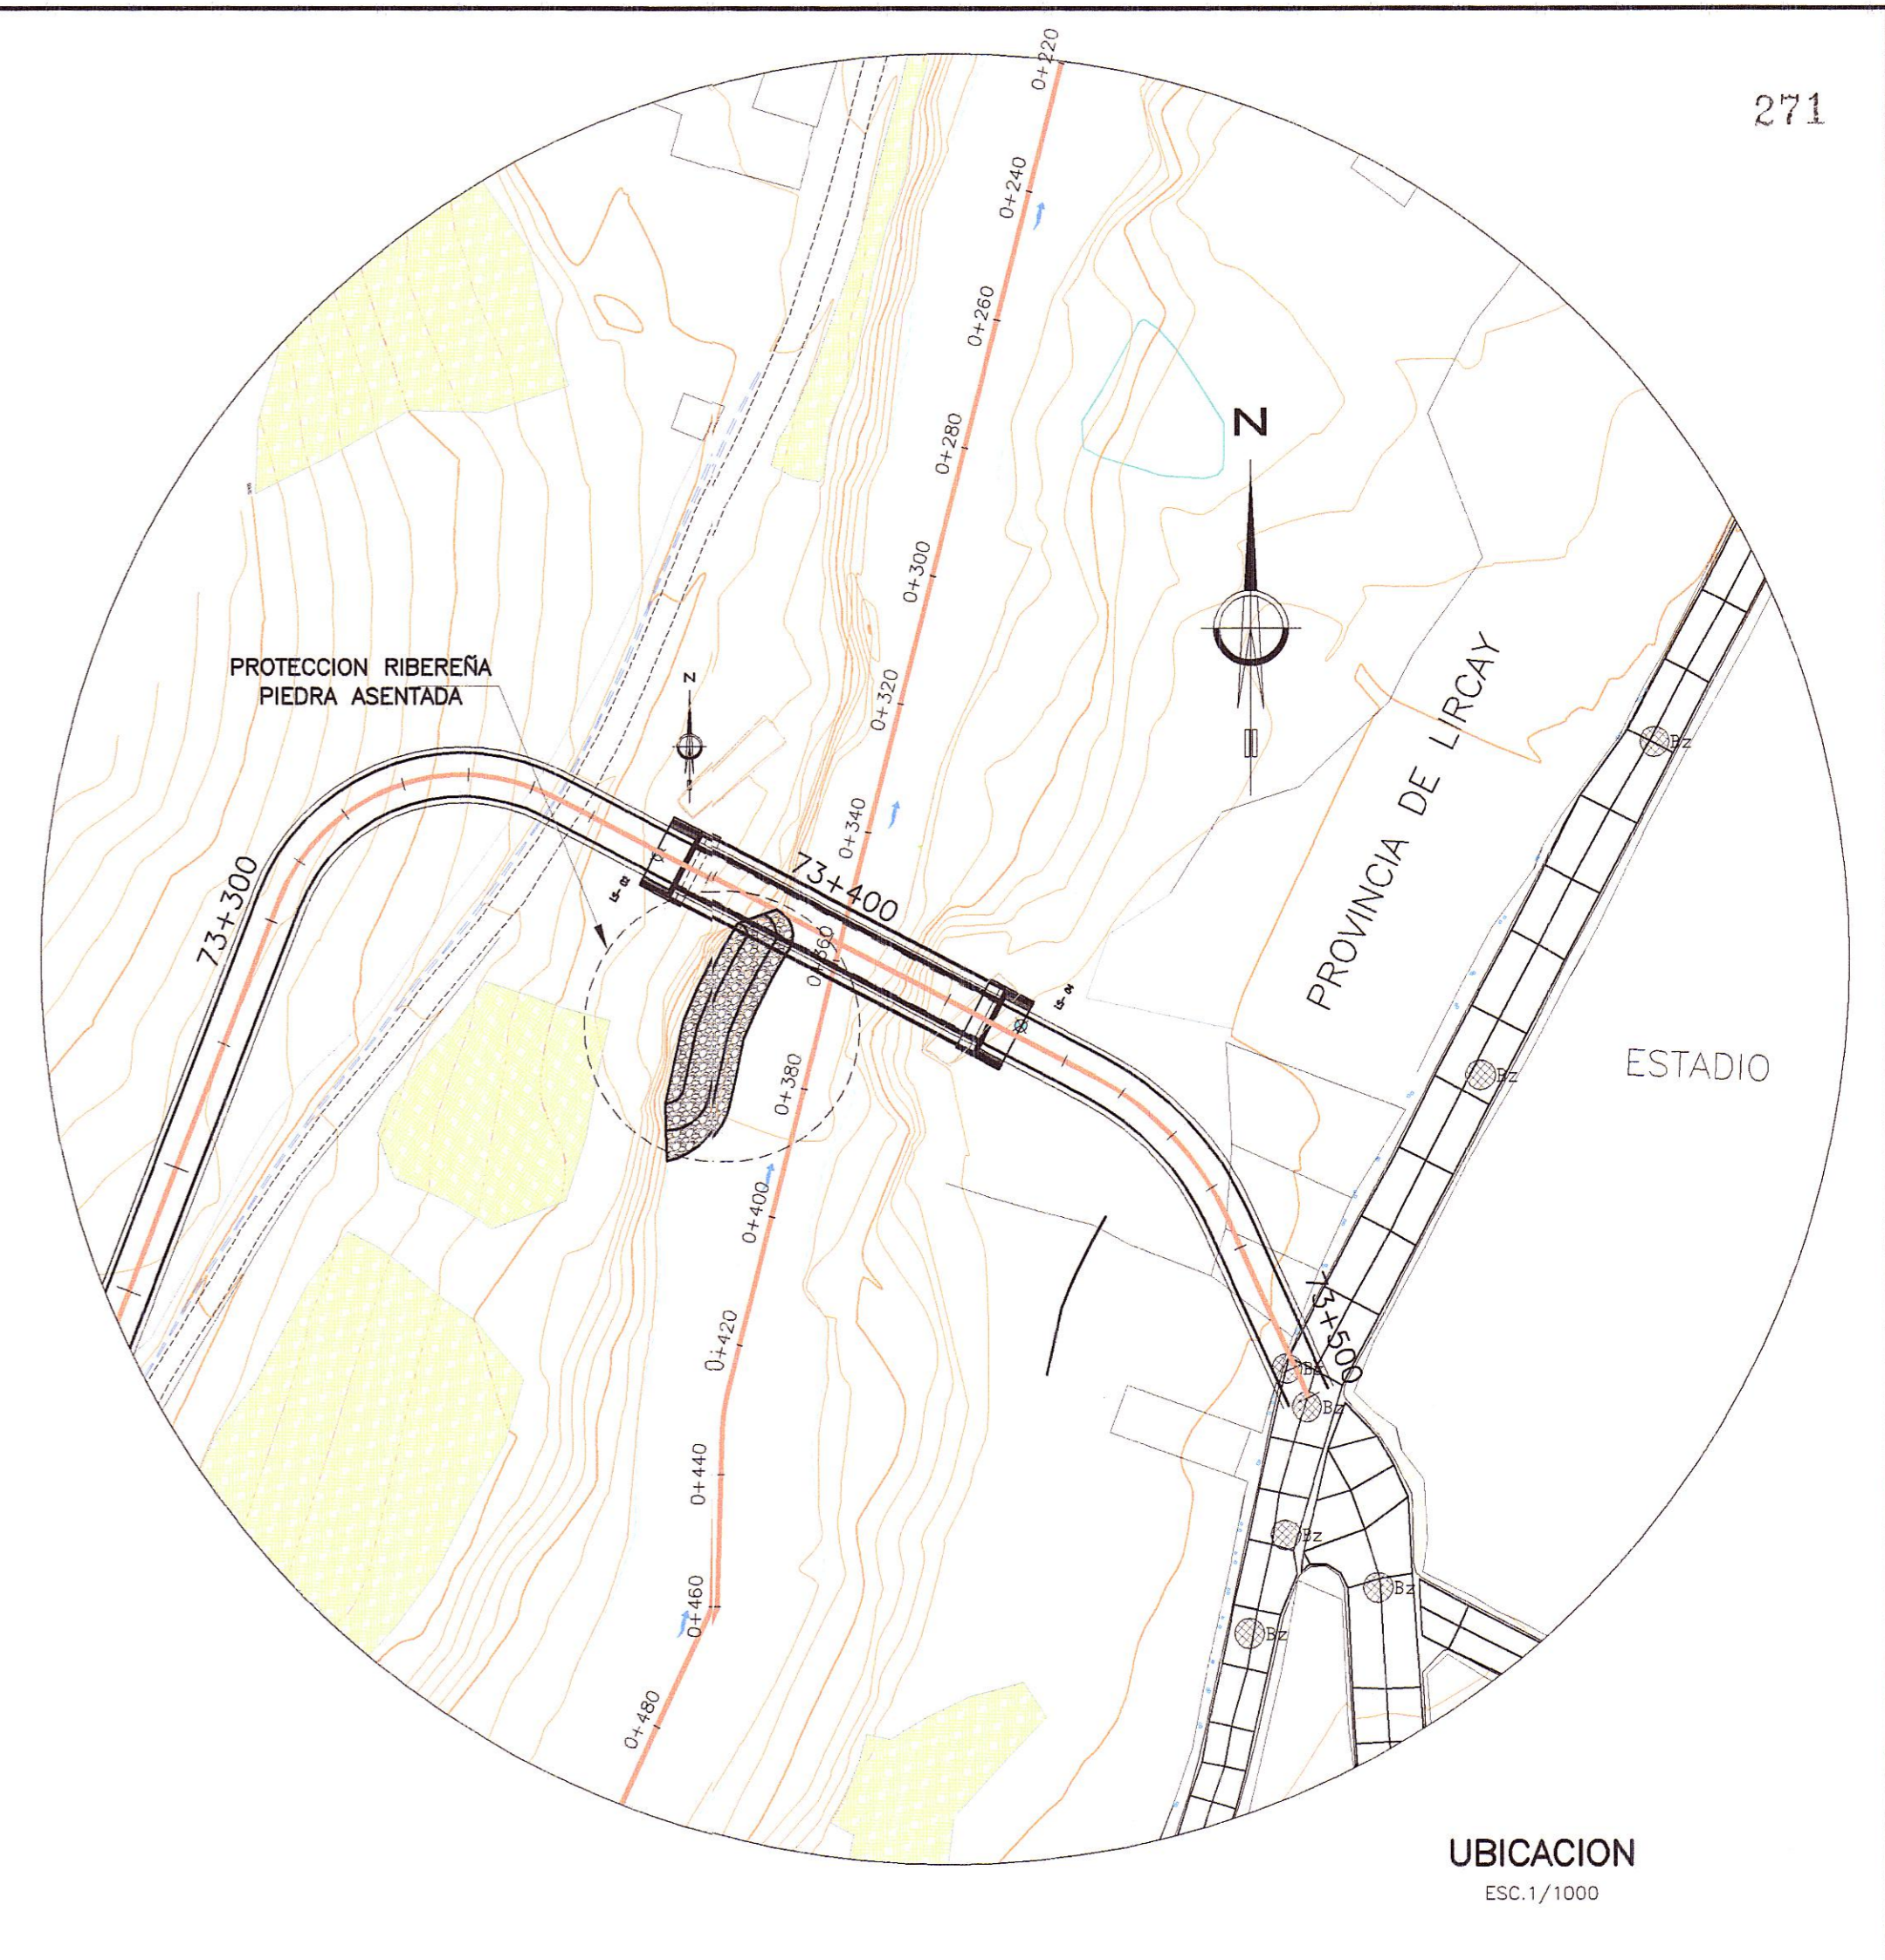 271
0+220
0+240
0+260
0+280
0+300
0+320
0+340
0+360
0+380
0+400
0+420
0+440
0+460
0+480
N
N
PROTECCION RIBEREÑA
PIEDRA ASENTADA
73+300
73+400
73+500
PROVINCIA DE LIRCAY
ESTADIO
Bz
Bz
Bz
Bz
Bz
Bz
Bz
UBICACION
ESC.1/1000